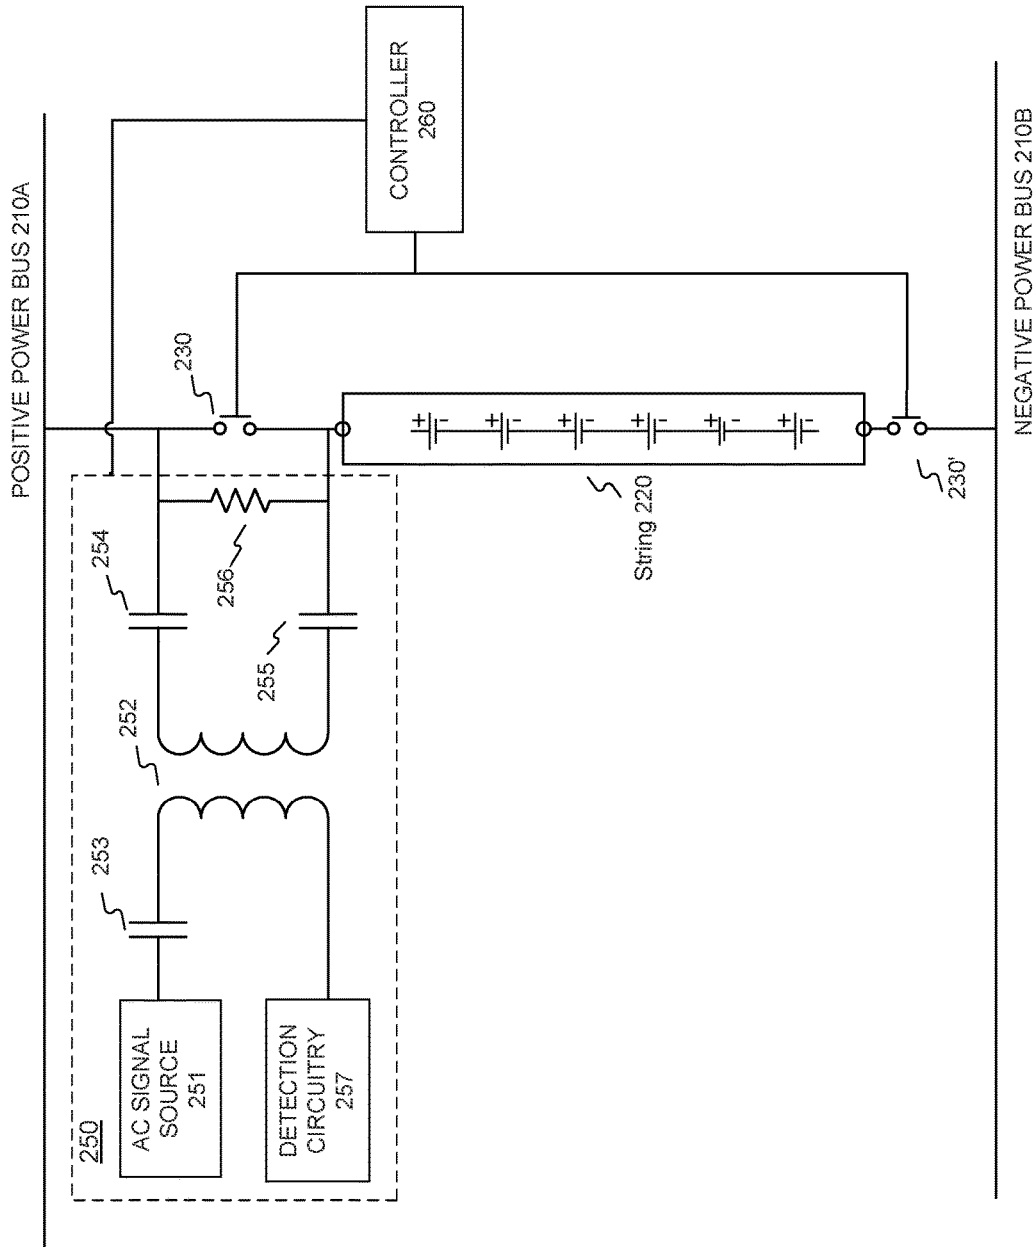 POSITIVE POWER BUS 210A
250
AC SIGNAL
SOURCE
251
DETECTION
CIRCUITRY
257
253
252
254
255
256
230
CONTROLLER
260
String 220
+ -
+ -
+ -
+ -
+ -
+ -
230'
NEGATIVE POWER BUS 210B